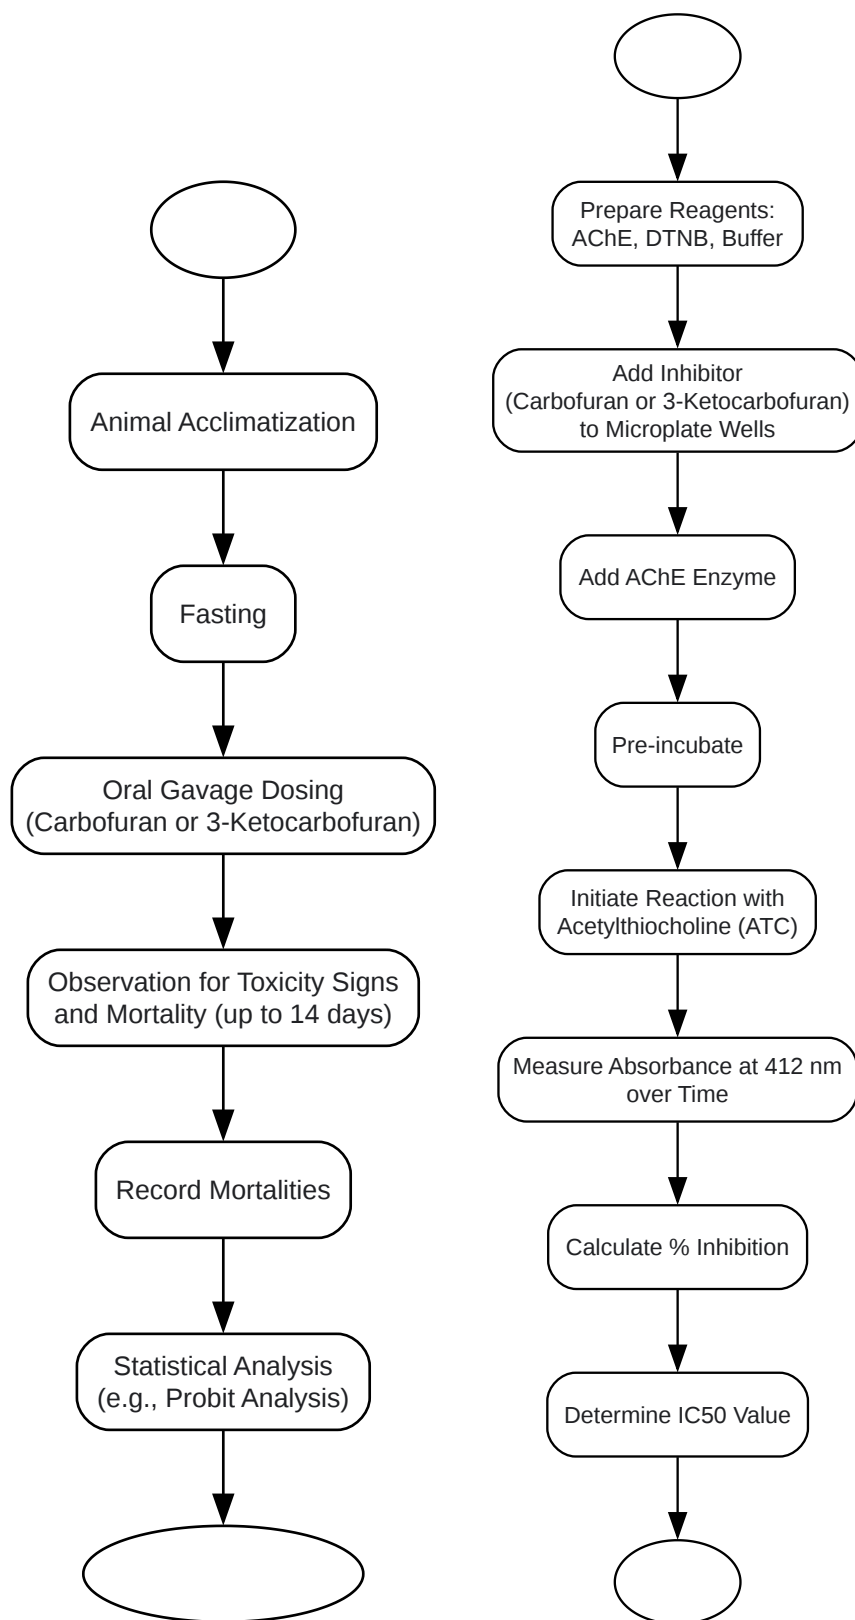 Animal Acclimatization
Fasting
Oral Gavage Dosing
(Carbofuran or 3-Ketocarbofuran)
Observation for Toxicity Signs
and Mortality (up to 14 days)
Record Mortalities
Statistical Analysis
(e.g., Probit Analysis)
Prepare Reagents:
AChE, DTNB, Buffer
Add Inhibitor
(Carbofuran or 3-Ketocarbofuran)
to Microplate Wells
Add AChE Enzyme
Pre-incubate
Initiate Reaction with
Acetylthiocholine (ATC)
Measure Absorbance at 412 nm
over Time
Calculate % Inhibition
Determine IC50 Value